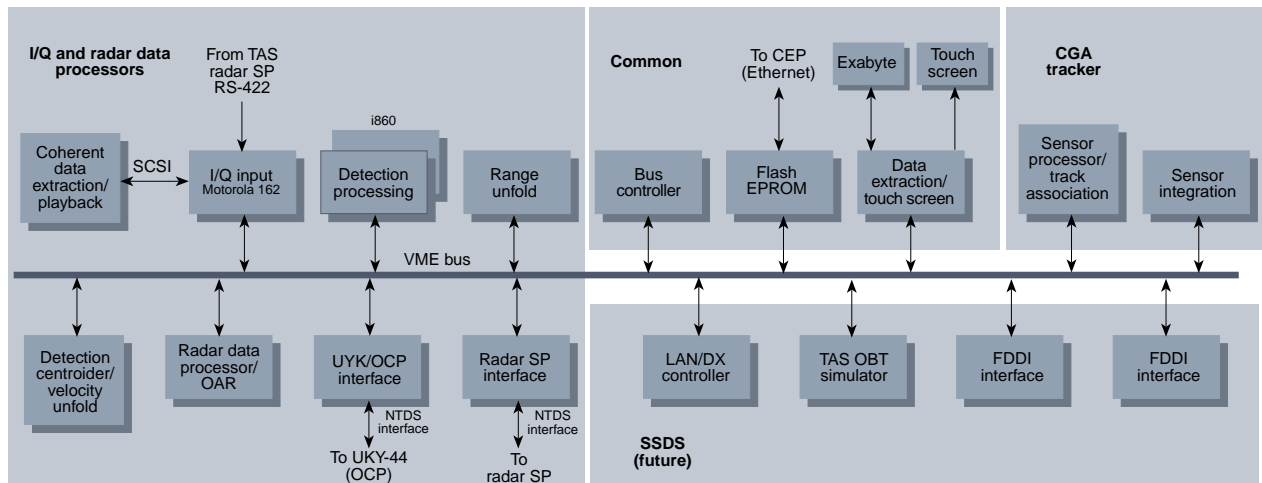 I/Q and radar data
processors
From TAS
radar SP
RS-422
i860
Coherent
data
extraction/
playback
SCSI
I/Q input
Motorola 162
Detection
processing
Range
unfold
VME bus
Detection
centroider/
velocity
unfold
Radar data
processor/
OAR
UYK/OCP
interface
Radar SP
interface
NTDS
interface
NTDS
interface
To UKY-44
(OCP)
To
radar SP
Common
To CEP
(Ethernet)
Exabyte
Touch
screen
Bus
controller
Flash
EPROM
Data
extraction/
touch screen
CGA
tracker
Sensor
processor/
track
association
Sensor
integration
LAN/DX
controller
TAS OBT
simulator
FDDI
interface
FDDI
interface
SSDS
(future)